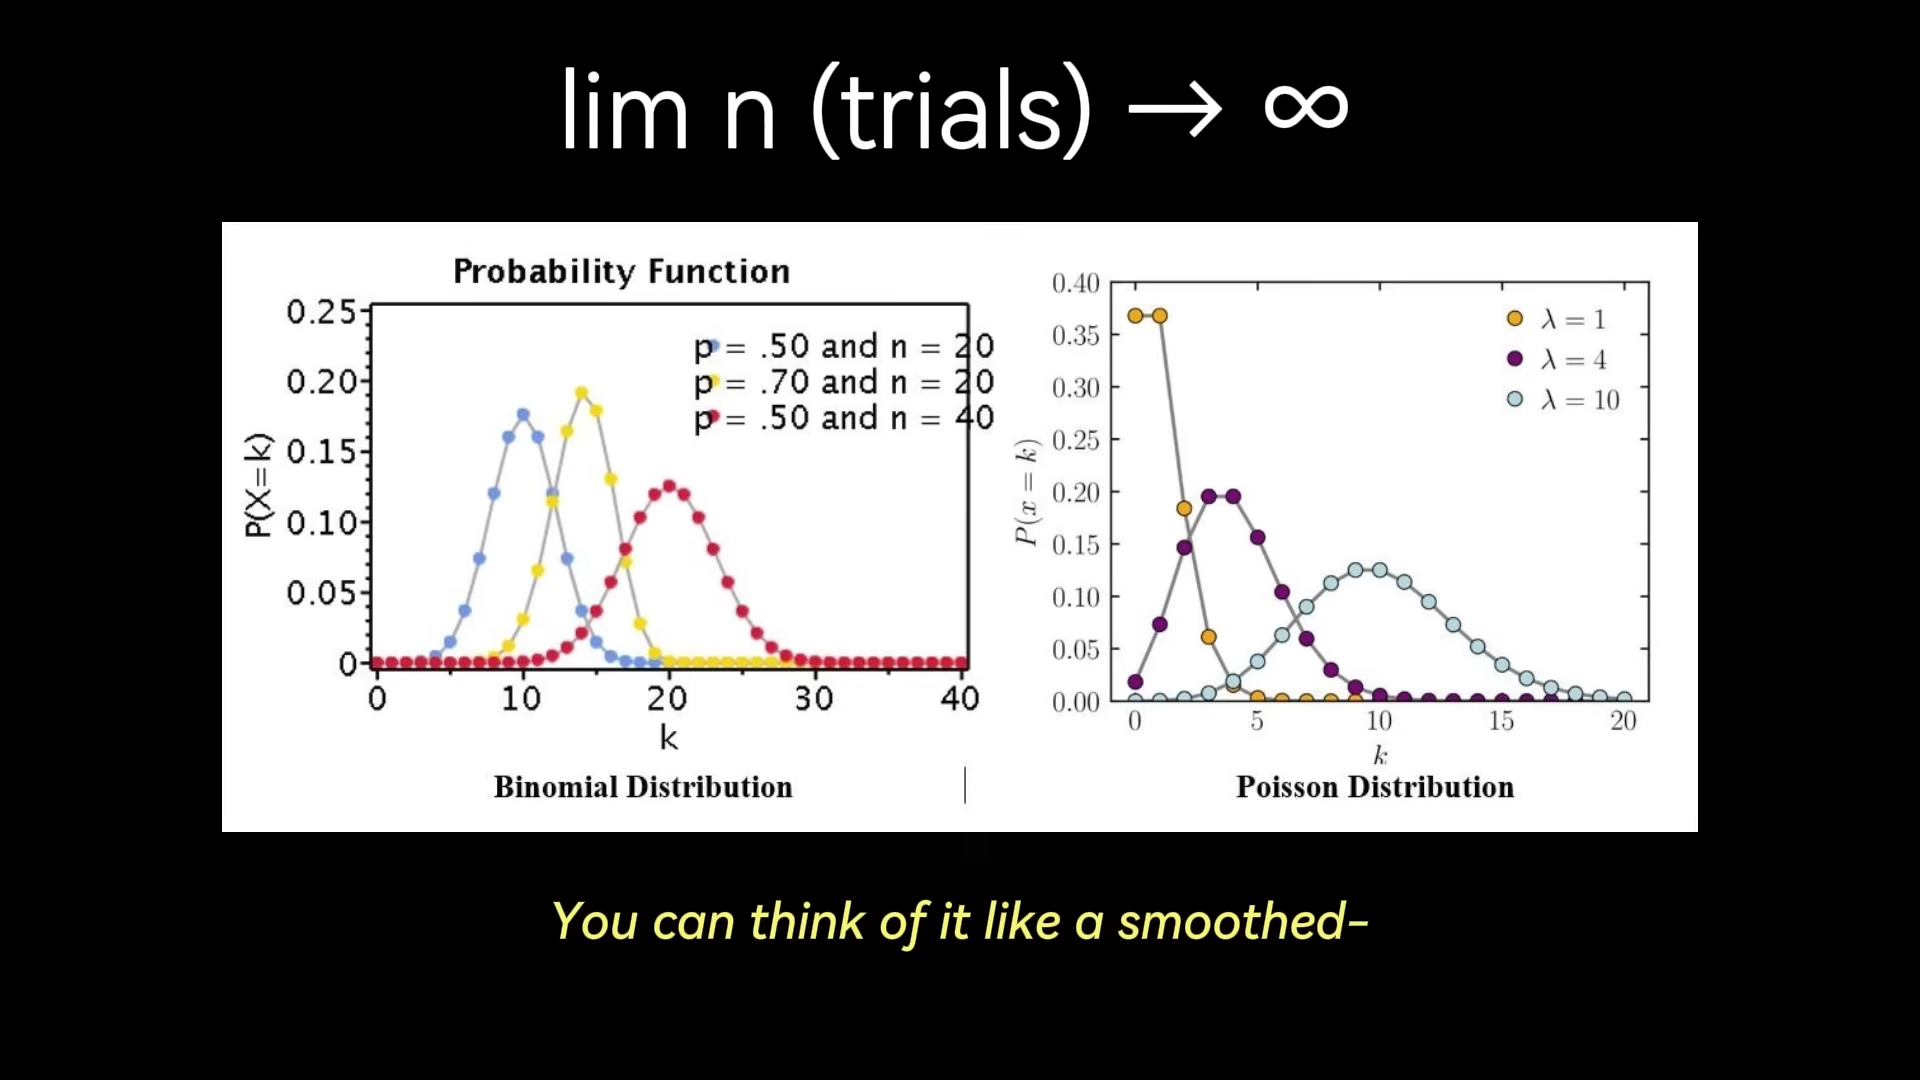 lim n (trials) → ∞
Probability Function
0.25
0.20
0.15
0.10
0.05
0
P(X=k)
p = .50 and n = 20
p = .70 and n = 20
p = .50 and n = 40
0 10 20 30 40
k
Binomial Distribution
0.40
0.35
0.30
0.25
0.20
0.15
0.10
0.05
0.00
P(x = k)
λ = 1
λ = 4
λ = 10
0 5 10 15 20
k
Poisson Distribution
You can think of it like a smoothed-